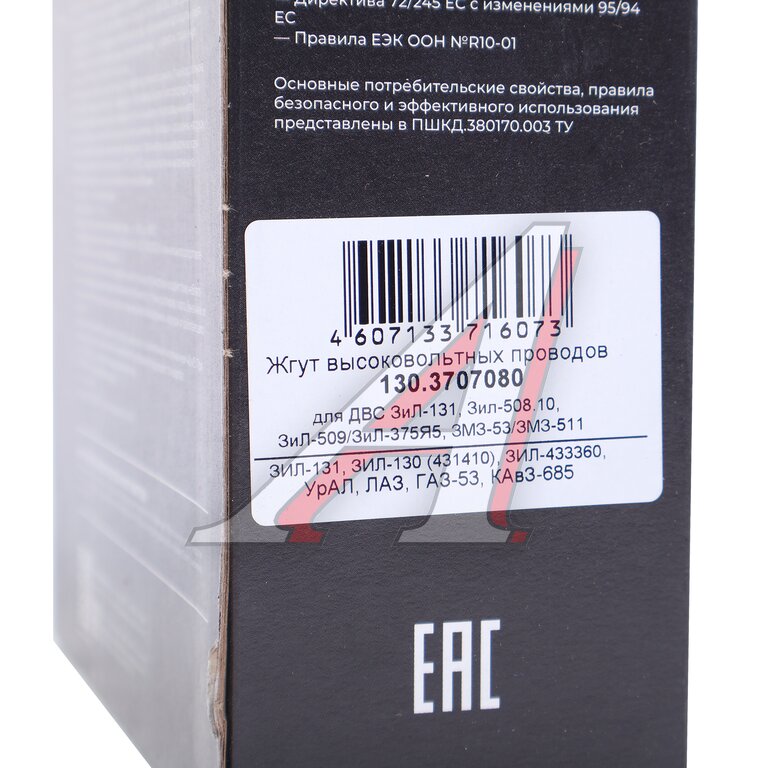 — Директива 72/245 ЕС с изменениями 95/94
ЕС
— Правила ЕЭК ООН №R10-01
Основные потребительские свойства, правила
безопасного и эффективного использования
представлены в ПШКД.380170.003 ТУ
4 607133 716073
Жгут высоковольтных проводов
130.3707080
для ДВС ЗиЛ-131, Зил-508.10,
ЗиЛ-509/ЗиЛ-375Я5, ЗМЗ-53/ЗМЗ-511
ЗИЛ-131, ЗИЛ-130 (431410), ЗИЛ-433360,
УрАЛ, ЛАЗ, ГАЗ-53, КАвЗ-685
EAC